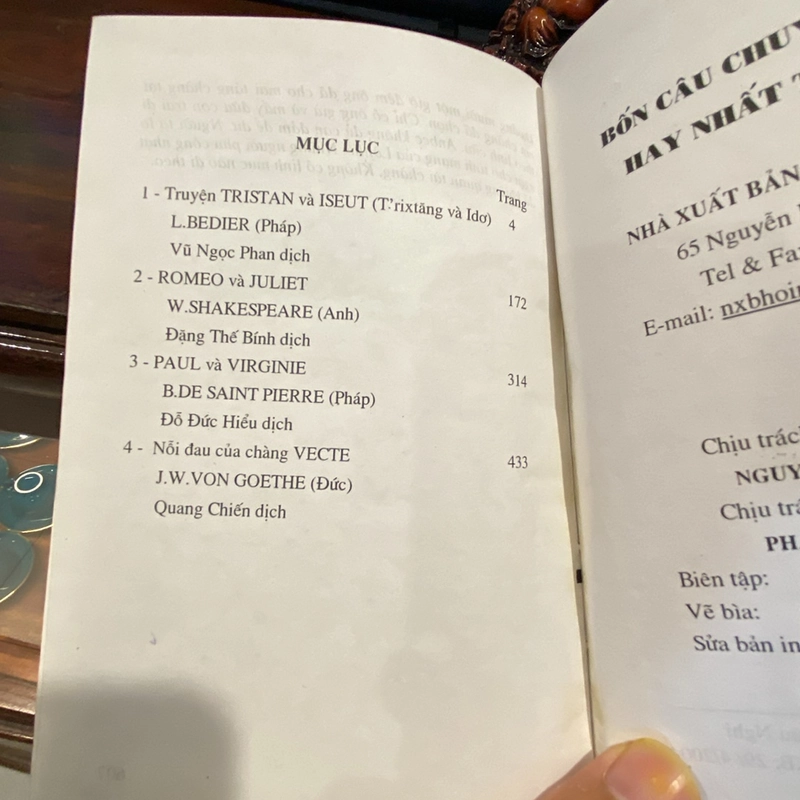 MỤC LỤC
Trang
1 - Truyện TRISTAN và ISEUT (T.'rixtăng và Idơ) 4
L.BEDIER (Pháp)
Vũ Ngọc Phan dịch
2 - ROMEO và JULIET 172
W.SHAKESPEARE (Anh)
Đặng Thế Bính dịch
3 - PAUL và VIRGINIE 314
B.DE SAINT PIERRE (Pháp)
Đỗ Đức Hiểu dịch
4 - Nỗi đau của chàng VECTE 433
J.W.VON GOETHE (Đức)
Quang Chiến dịch
BỐN CÂU CHUY
HAY NHẤT T
NHÀ XUẤT BẢN
65 Nguyễn
Tel & Fa
E-mail: nxbhoin
Chịu trách
NGUY
Chịu trá
PH
Biên tập:
Vẽ bìa:
Sửa bản in